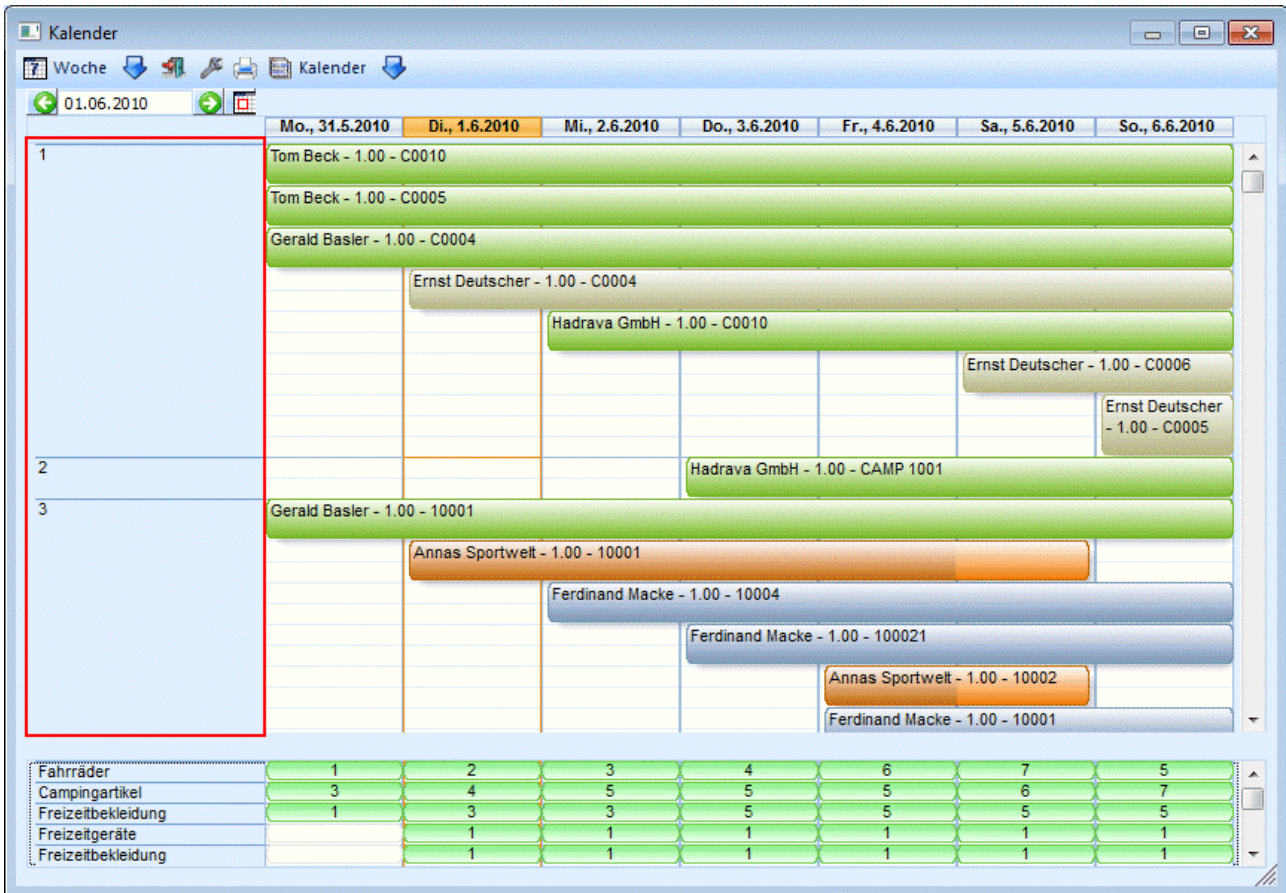 Kalender
Woche Kalender
01.06.2010
Mo., 31.5.2010 Di., 1.6.2010 Mi., 2.6.2010 Do., 3.6.2010 Fr., 4.6.2010 Sa., 5.6.2010 So., 6.6.2010
1 Tom Beck - 1.00 - C0010
Tom Beck - 1.00 - C0005
Gerald Basler - 1.00 - C0004
Ernst Deutscher - 1.00 - C0004
Hadrava GmbH - 1.00 - C0010
Ernst Deutscher - 1.00 - C0006
Ernst Deutscher
- 1.00 - C0005
2 Hadrava GmbH - 1.00 - CAMP 1001
3 Gerald Basler - 1.00 - 10001
Annas Sportwelt - 1.00 - 10001
Ferdinand Macke - 1.00 - 10004
Ferdinand Macke - 1.00 - 100021
Annas Sportwelt - 1.00 - 10002
Ferdinand Macke - 1.00 - 10001
Fahrräder 1 2 3 4 6 7 5
Campingartikel 3 4 5 5 5 6 7
Freizeitbekleidung 1 3 3 5 5 5 5
Freizeitgeräte 1 1 1 1 1 1
Freizeitbekleidung 1 1 1 1 1 1